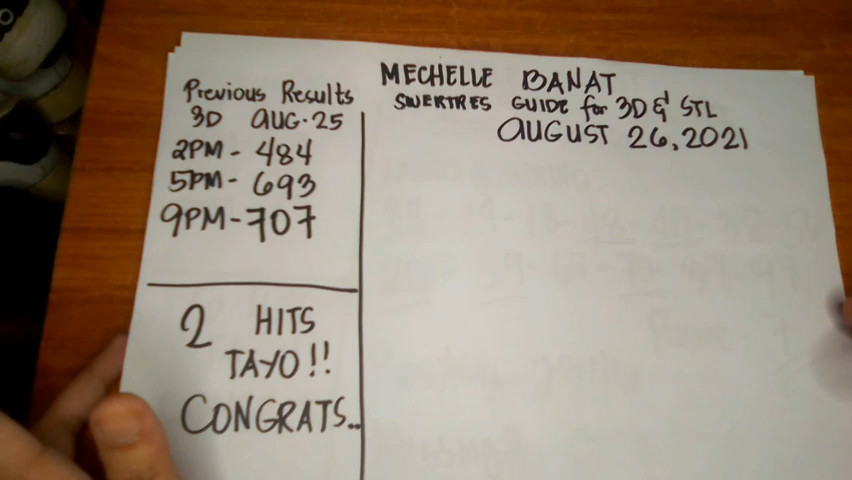 Previous Results
3D AUG. 25
2PM - 484
5PM - 693
9PM - 707
2 HITS
TAYO!!
CONGRATS..
MECHELLE BANAT
SWERTRES GUIDE for 3D & STL
AUGUST 26, 2021